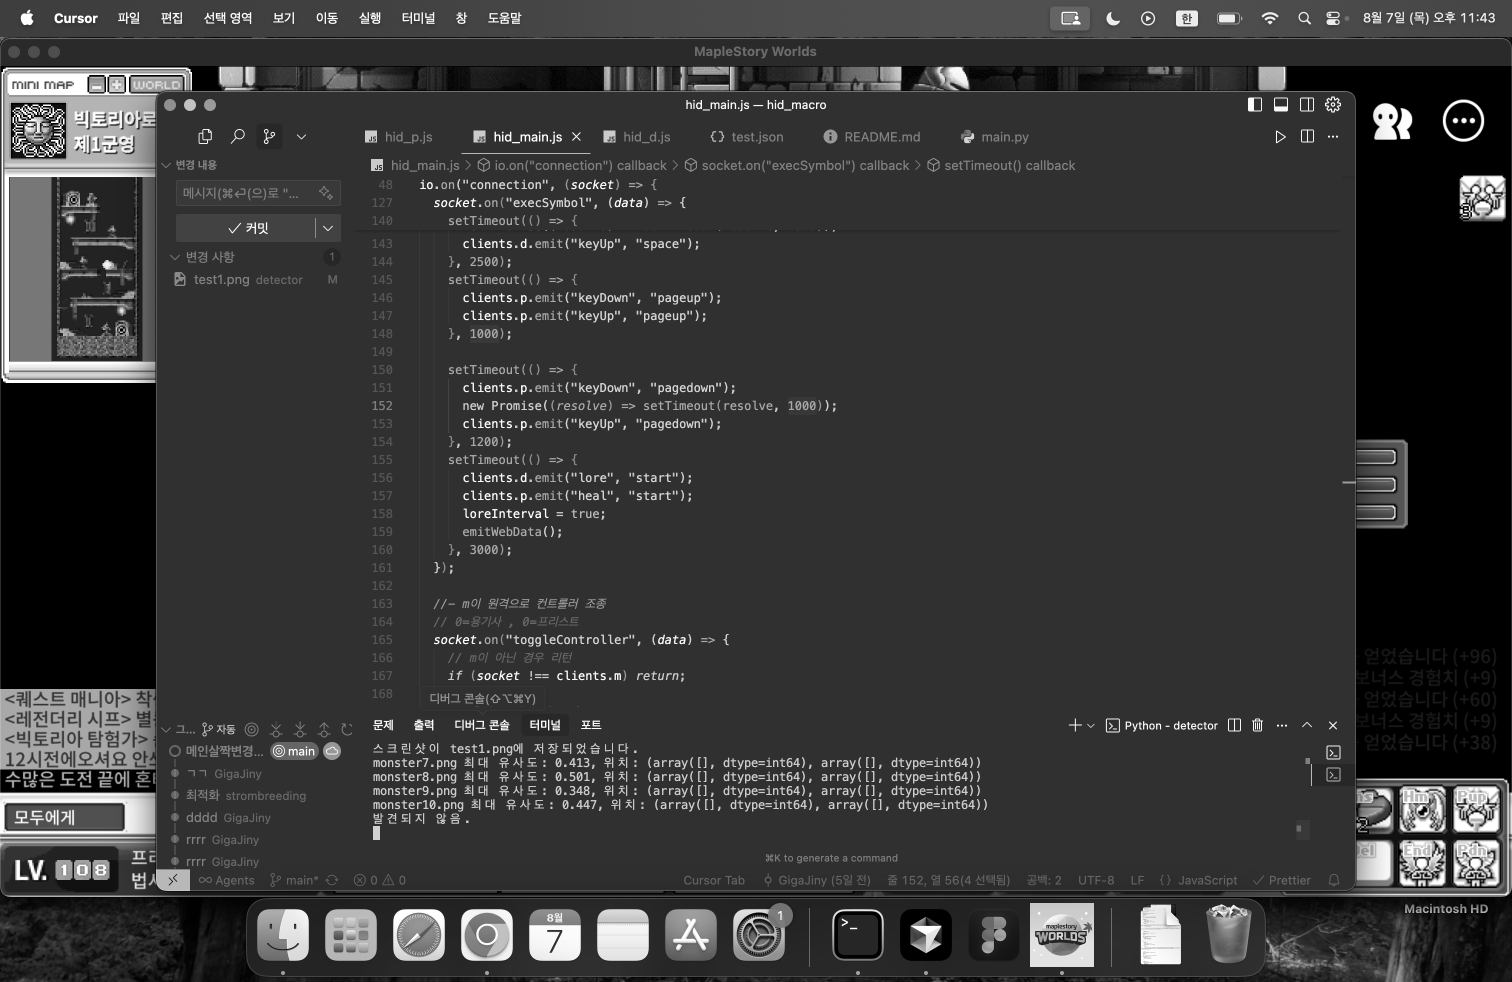 Cursor 파일 편집 선택 영역 보기 이동 실행 터미널 창 도움말 한 8월 7일 (목) 오후 11:43
MapleStory Worlds
MINI MAP WORLD
빅토리아로
제1군영
hid_main.js — hid_macro
hid_p.js hid_main.js hid_d.js test.json README.md main.py
hid_main.js > io.on("connection") callback > socket.on("execSymbol") callback > setTimeout() callback
변경 내용
메시지(⌘⏎(으)로 "...
커밋
변경 사항 1
test1.png detector M
48 io.on("connection", (socket) => {
127 socket.on("execSymbol", (data) => {
140 setTimeout(() => {
143 clients.d.emit("keyUp", "space");
144 }, 2500);
145 setTimeout(() => {
146 clients.p.emit("keyDown", "pageup");
147 clients.p.emit("keyUp", "pageup");
148 }, 1000);
149
150 setTimeout(() => {
151 clients.p.emit("keyDown", "pagedown");
152 new Promise((resolve) => setTimeout(resolve, 1000));
153 clients.p.emit("keyUp", "pagedown");
154 }, 1200);
155 setTimeout(() => {
156 clients.d.emit("lore", "start");
157 clients.p.emit("heal", "start");
158 loreInterval = true;
159 emitWebData();
160 }, 3000);
161 });
162
163 //- m이 원격으로 컨트롤러 조종
164 // 0=용기사 , 0=프리스트
165 socket.on("toggleController", (data) => {
166 // m이 아닌 경우 리턴
167 if (socket !== clients.m) return;
168
디버그 콘솔(⇧⌥⌘Y)
3
얻었습니다 (+96)
보너스 경험치 (+9)
얻었습니다 (+60)
보너스 경험치 (+9)
얻었습니다 (+38)
<퀘스트 매니아> 착
<레전더리 시프> 별
<빅토리아 탐험가>
12시전에오셔요 안쓰
수많은 도전 끝에 혼
모두에게
LV. 108
프리
법사
그... 자동
메인살짝변경... main
ㄱㄱ GigaJiny
최적화 strombreeding
dddd GigaJiny
rrrr GigaJiny
rrrr GigaJiny
문제 출력 디버그 콘솔 터미널 포트 Python - detector
스크린샷이 test1.png에 저장되었습니다.
monster7.png 최대 유사도: 0.413, 위치: (array([], dtype=int64), array([], dtype=int64))
monster8.png 최대 유사도: 0.501, 위치: (array([], dtype=int64), array([], dtype=int64))
monster9.png 최대 유사도: 0.348, 위치: (array([], dtype=int64), array([], dtype=int64))
monster10.png 최대 유사도: 0.447, 위치: (array([], dtype=int64), array([], dtype=int64))
발견되지 않음.
⌘K to generate a command
Agents main* 0 0 Cursor Tab GigaJiny (5일 전) 줄 152, 열 56(4 선택됨) 공백: 2 UTF-8 LF {} JavaScript Prettier
Hm Pup
2
End Pdn
Macintosh HD
8월
7
1
maplestory
WORLDS